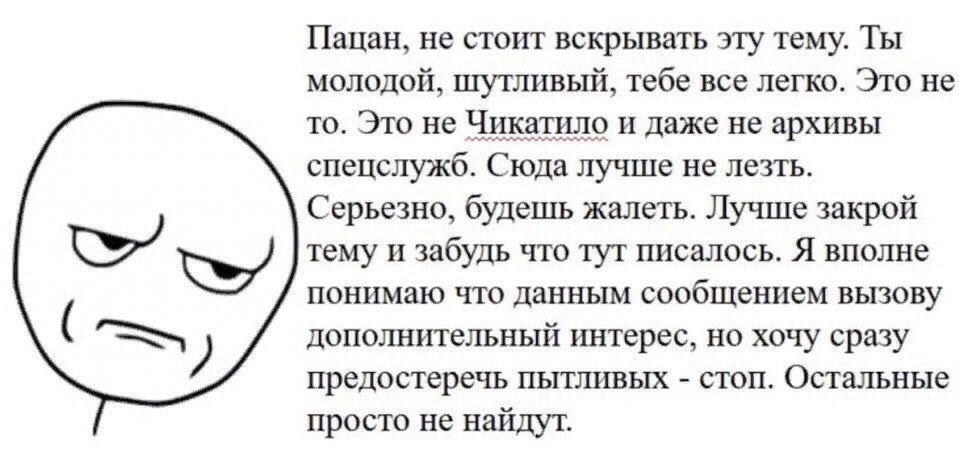 Пацан, не стоит вскрывать эту тему. Ты
молодой, шутливый, тебе все легко. Это не
то. Это не Чикатило и даже не архивы
спецслужб. Сюда лучше не лезть.
Серьезно, будешь жалеть. Лучше закрой
тему и забудь что тут писалось. Я вполне
понимаю что данным сообщением вызову
дополнительный интерес, но хочу сразу
предостеречь пытливых - стоп. Остальные
просто не найдут.